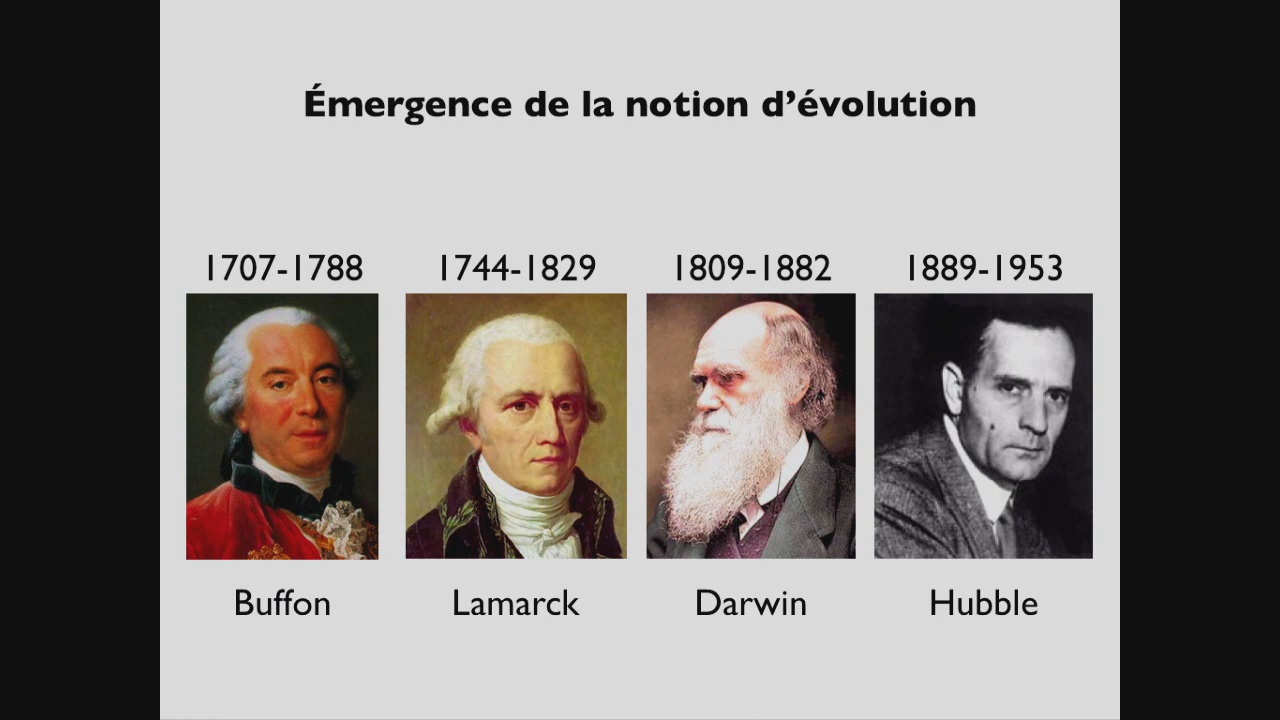 Émergence de la notion d’évolution
1707-1788
1744-1829
1809-1882
1889-1953
Buffon
Lamarck
Darwin
Hubble